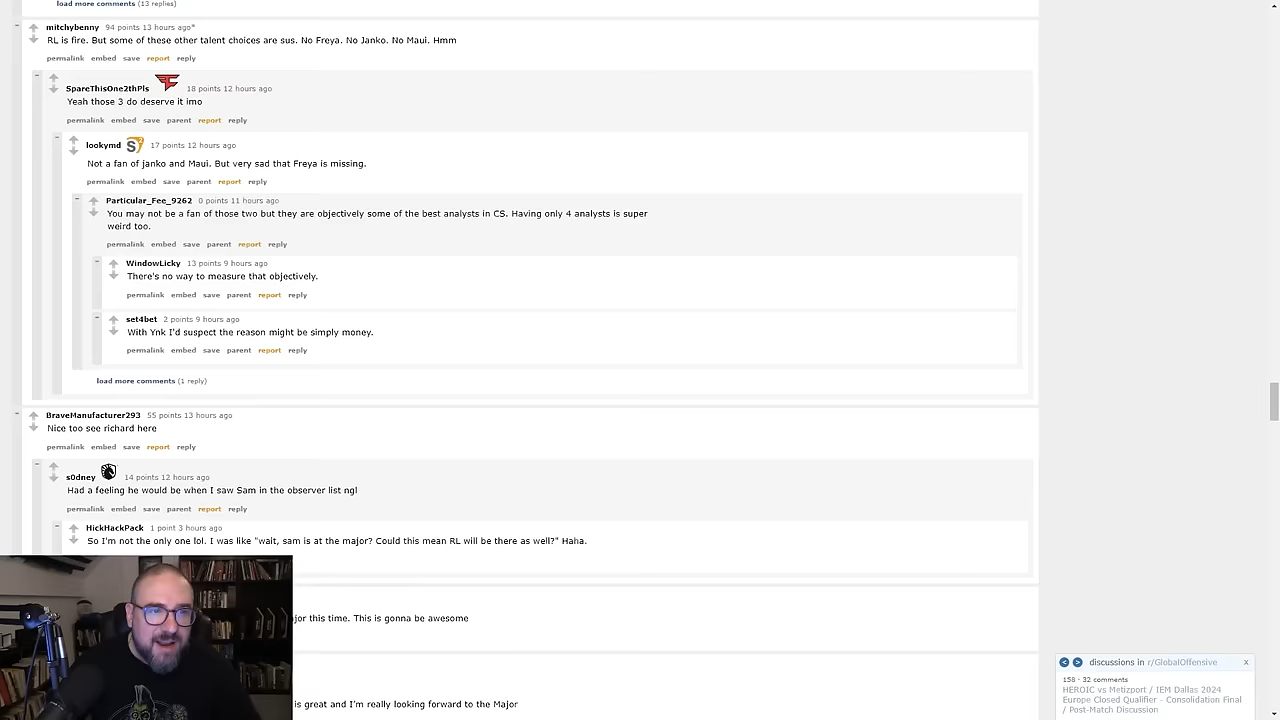 load more comments (13 replies)
mitchybenny 94 points 13 hours ago*
RL is fire. But some of these other talent choices are sus. No Freya. No Janko. No Maui. Hmm
permalink embed save report reply
SpareThisOne2thPls 18 points 12 hours ago
Yeah those 3 do deserve it imo
permalink embed save parent report reply
lookymd 17 points 12 hours ago
Not a fan of janko and Maui. But very sad that Freya is missing.
permalink embed save parent report reply
Particular_Fee_9262 0 points 11 hours ago
You may not be a fan of those two but they are objectively some of the best analysts in CS. Having only 4 analysts is super
weird too.
permalink embed save parent report reply
WindowLicky 13 points 9 hours ago
There's no way to measure that objectively.
permalink embed save parent report reply
set4bet 2 points 9 hours ago
With Ynk I'd suspect the reason might be simply money.
permalink embed save parent report reply
load more comments (1 reply)
BraveManufacturer293 55 points 13 hours ago
Nice too see richard here
permalink embed save report reply
s0dney 14 points 12 hours ago
Had a feeling he would be when I saw Sam in the observer list ngl
permalink embed save parent report reply
HickHackPack 1 point 3 hours ago
So I'm not the only one lol. I was like "wait, sam is at the major? Could this mean RL will be there as well?" Haha.
jor this time. This is gonna be awesome
is great and I'm really looking forward to the Major
discussions in r/GlobalOffensive x
158 · 32 comments
HEROIC vs Metizport / IEM Dallas 2024
Europe Closed Qualifier - Consolidation Final
/ Post-Match Discussion